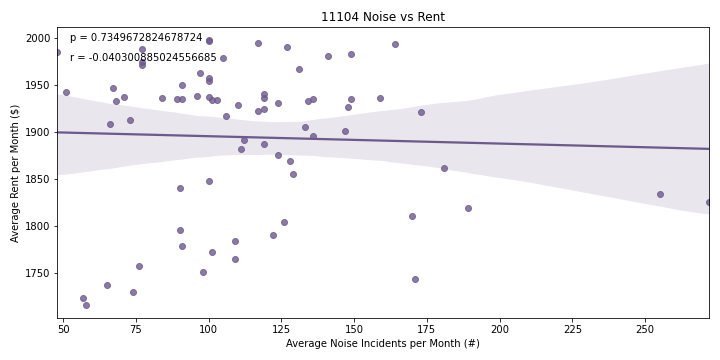 11104 Noise vs Rent
p = 0.7349672824678724
r = -0.040300885024556685
Average Rent per Month ($)
2000
1950
1900
1850
1800
1750
50 75 100 125 150 175 200 225 250
Average Noise Incidents per Month (#)